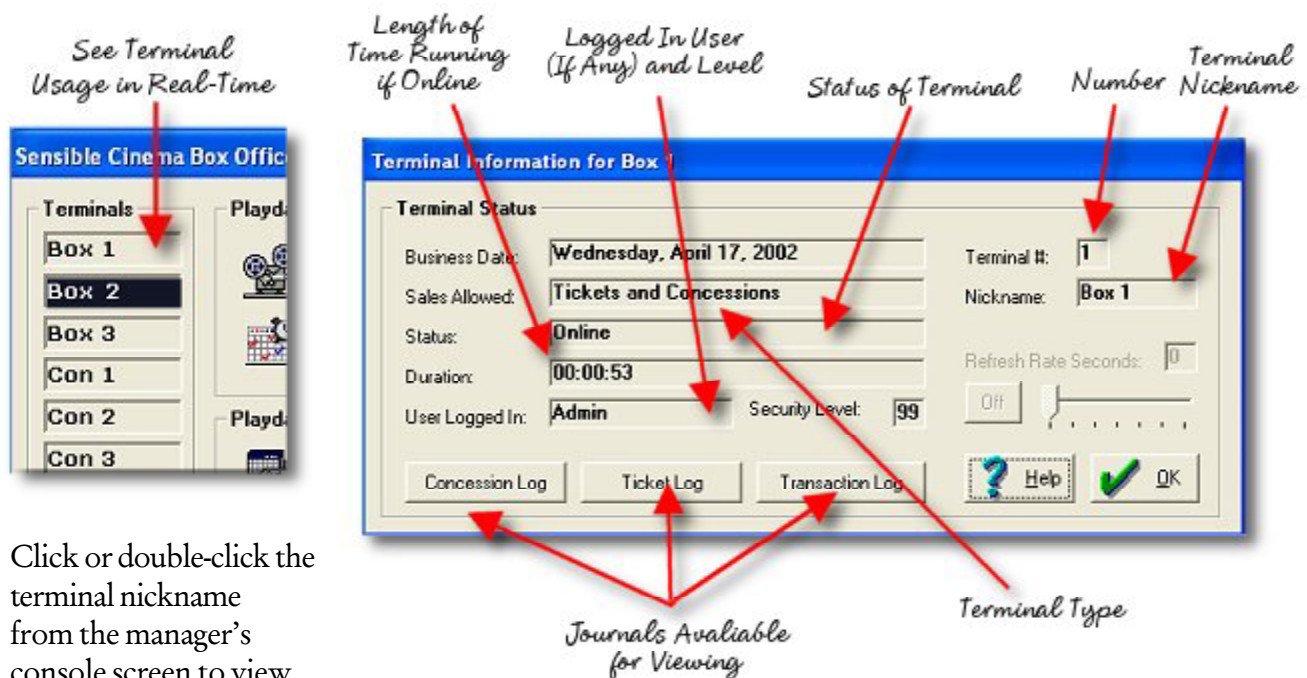 See Terminal
Usage in Real-Time
Length of
Time Running
if Online
Logged In User
(If Any) and Level
Status of Terminal
Number
Terminal
Nickname
Sensible Cinema Box Offic
Terminals
Playda
Box 1
Box 2
Box 3
Con 1
Con 2
Playda
Con 3
Terminal Information for Box 1
Terminal Status
Business Date: Wednesday, April 17, 2002
Terminal #: 1
Sales Allowed: Tickets and Concessions
Nickname: Box 1
Status: Online
Refresh Rate Seconds: 0
Duration: 00:00:53
Off
User Logged In: Admin Security Level: 99
Concession Log Ticket Log Transaction Log
? Help OK
Journals Avaliable
for Viewing
Terminal Type
Click or double-click the
terminal nickname
from the manager’s
console screen to view